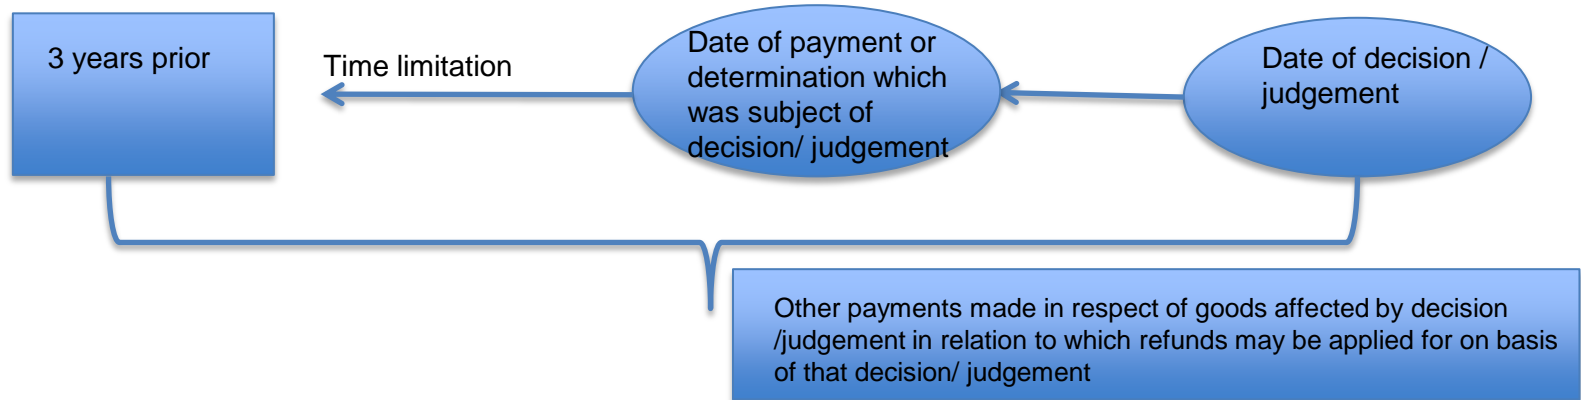 3 years prior
Time limitation
Date of payment or
determination which
was subject of
decision/ judgement
Date of decision /
judgement
Other payments made in respect of goods affected by decision
/judgement in relation to which refunds may be applied for on basis
of that decision/ judgement